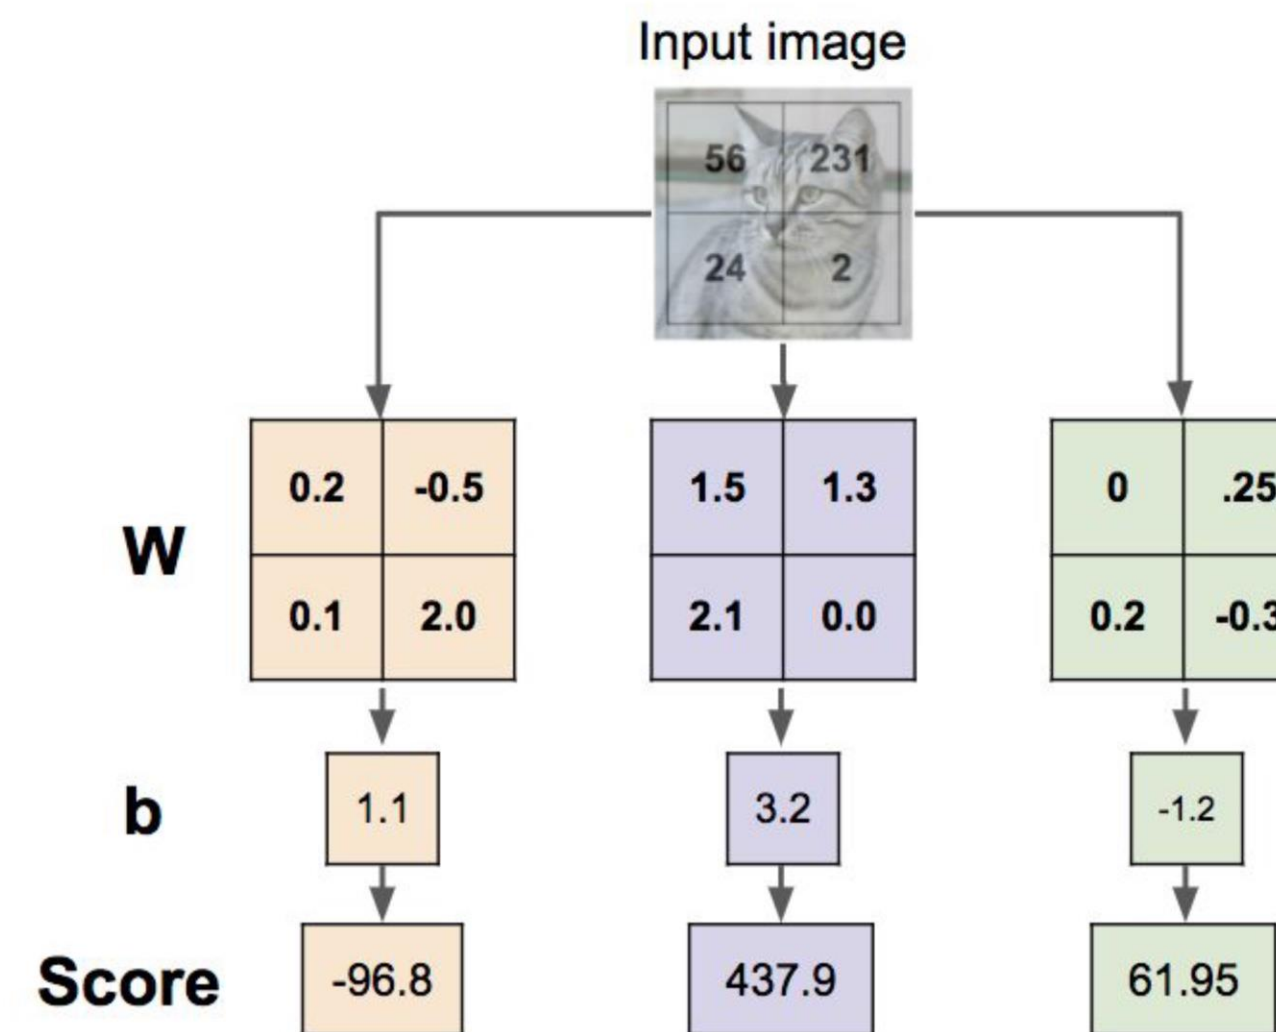 Input image
56 231
24 2
0.2 -0.5 1.5 1.3 0 .25
W
0.1 2.0 2.1 0.0 0.2 -0.3
b 1.1 3.2 -1.2
Score -96.8 437.9 61.95